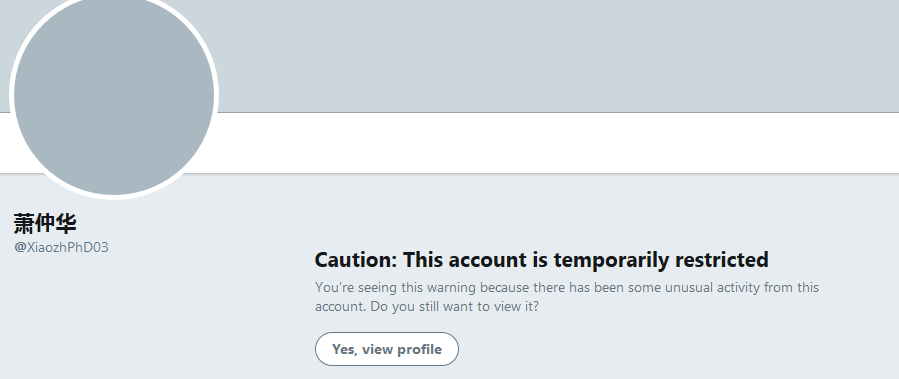 萧仲华
@XiaozhPhD03
Caution: This account is temporarily restricted
You're seeing this warning because there has been some unusual activity from this
account. Do you still want to view it?
Yes, view profile